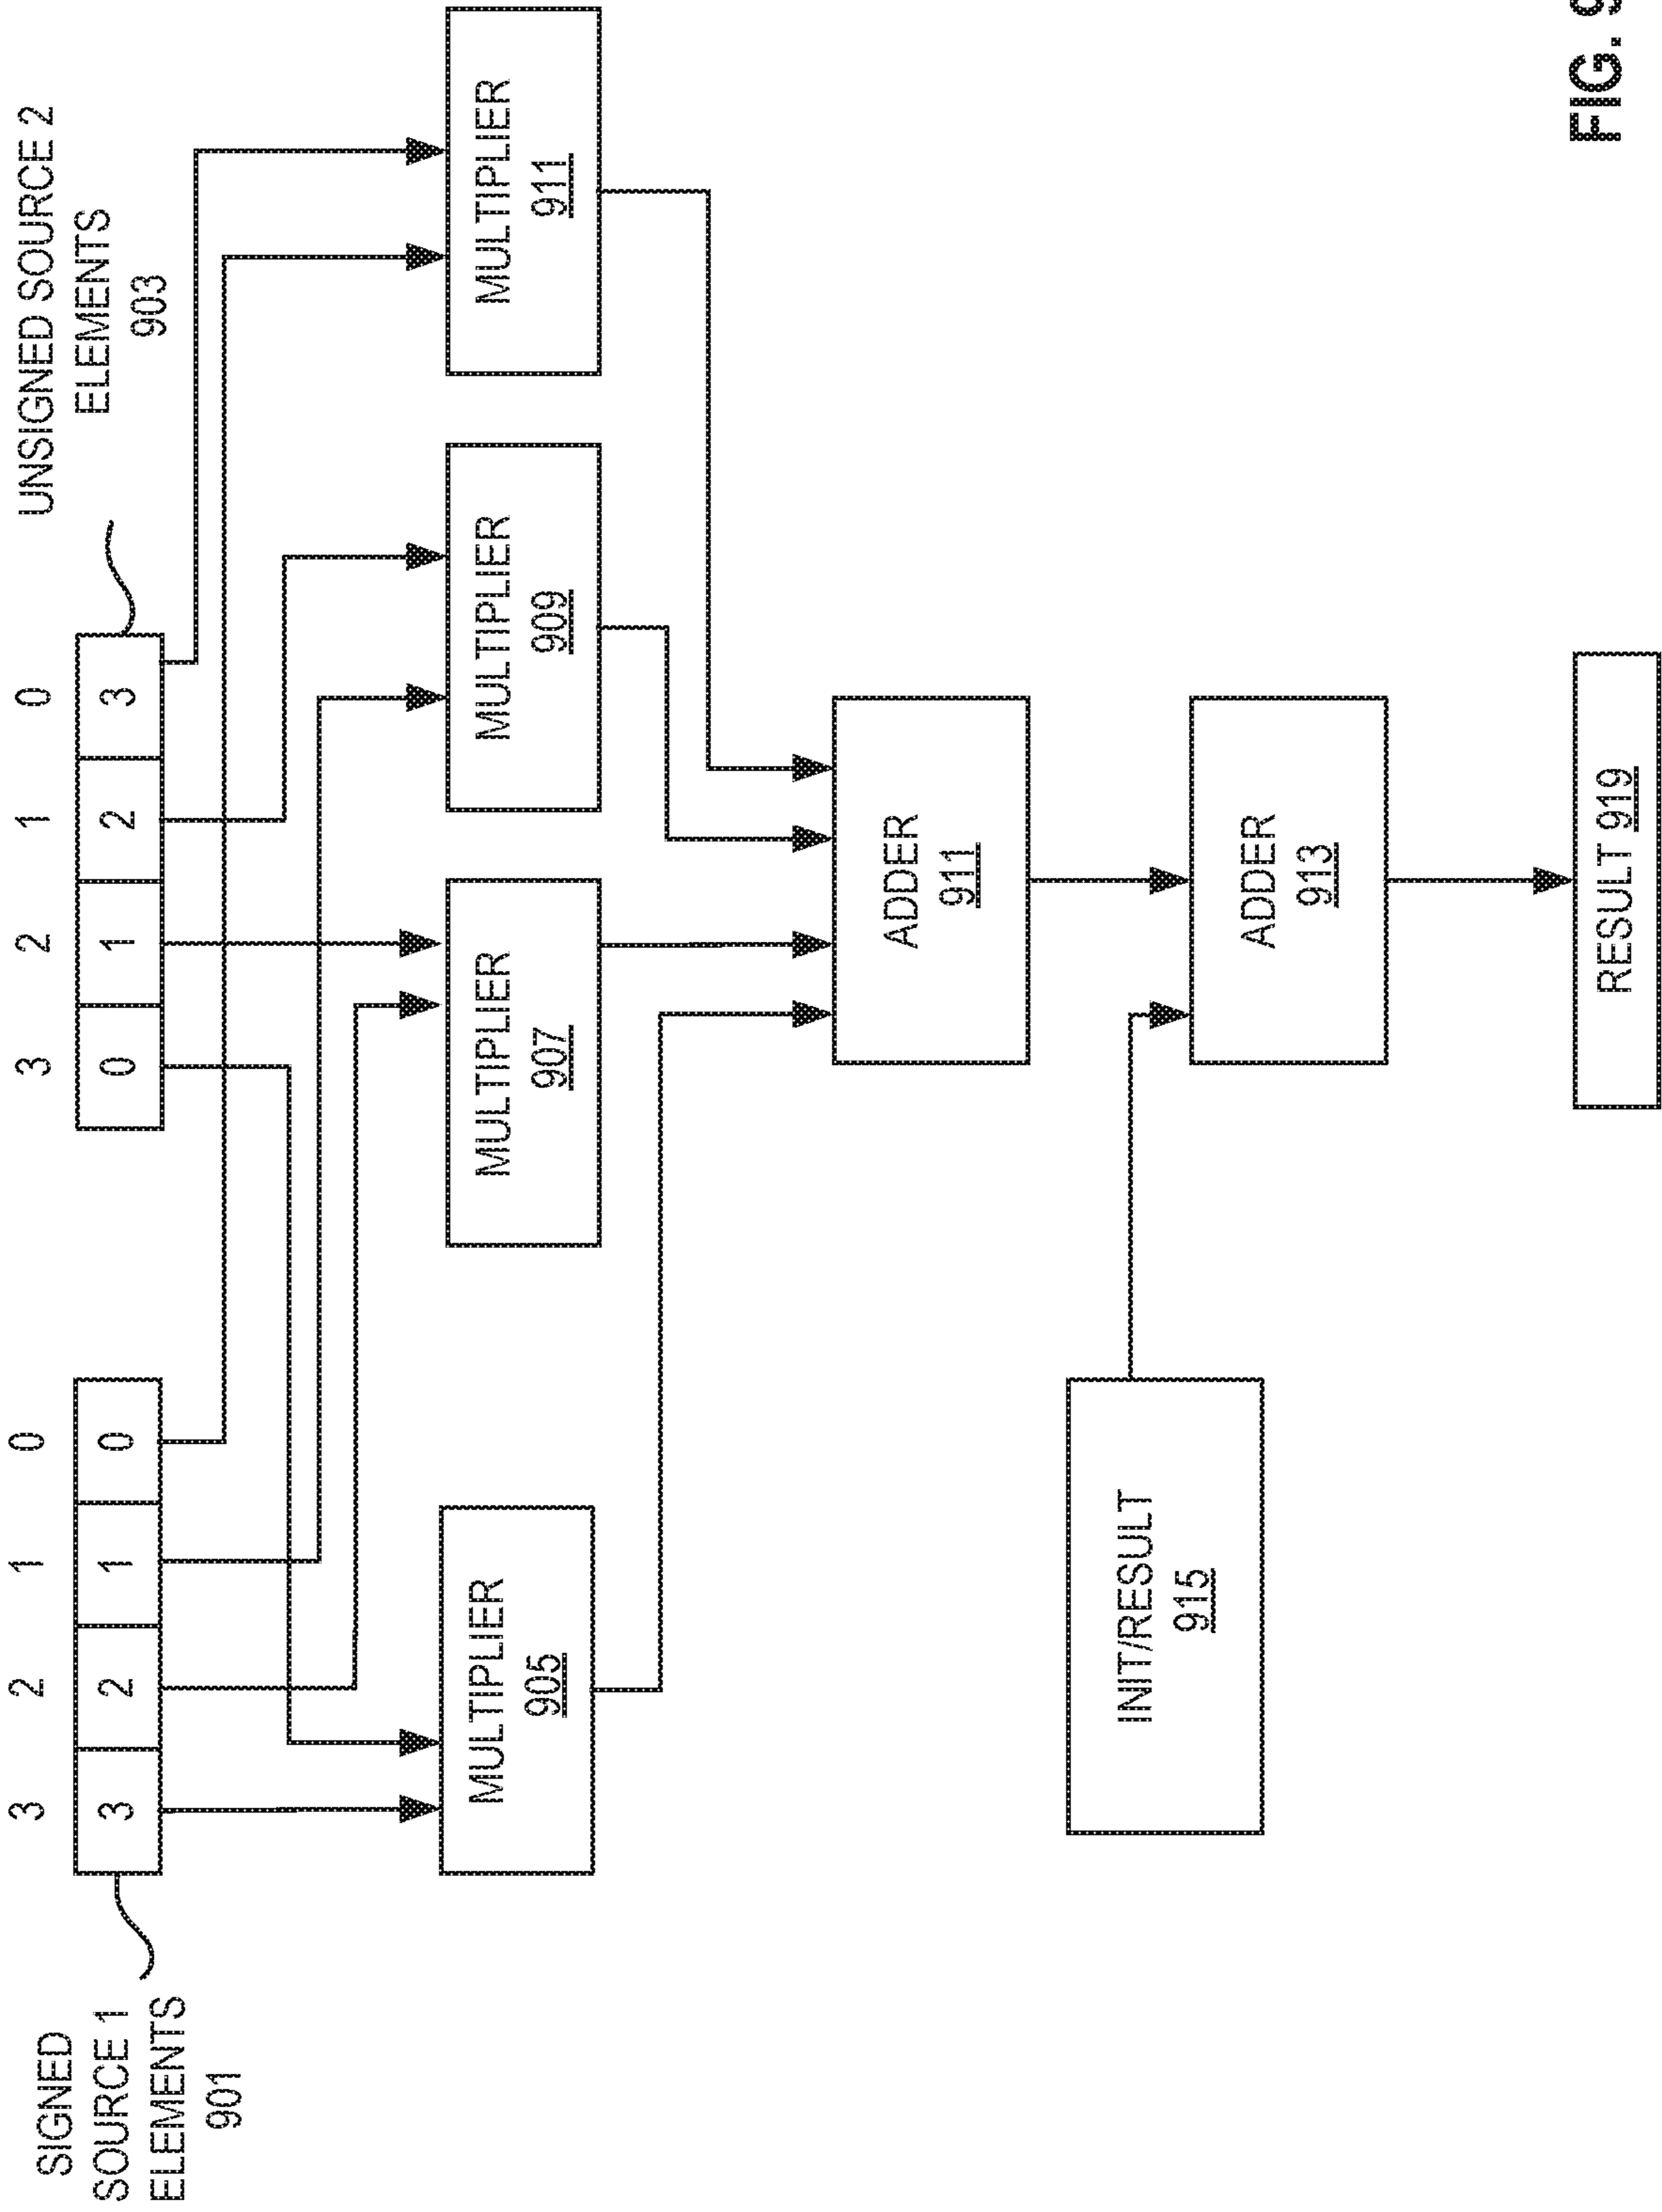 SIGNED
SOURCE 1
ELEMENTS
901
3 2 1 0
3 2 1 0
3 2 1 0
0 1 2 3
UNSIGNED SOURCE 2
ELEMENTS
903
MULTIPLIER
905
MULTIPLIER
907
MULTIPLIER
909
MULTIPLIER
911
ADDER
911
INIT/RESULT
915
ADDER
913
RESULT 919
FIG. 9